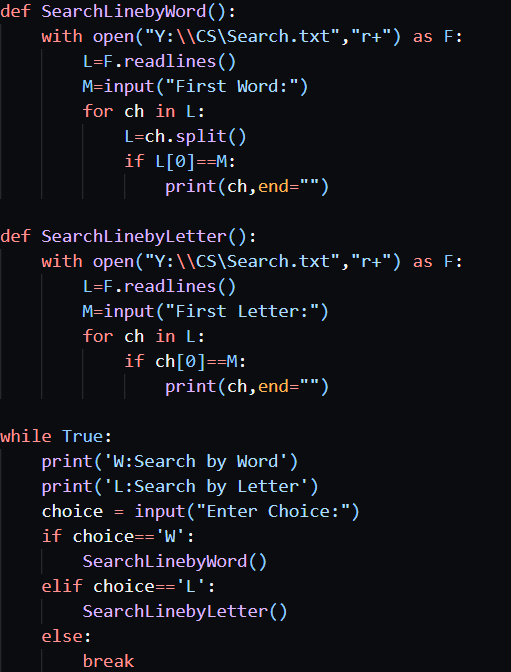 def SearchLinebyWord():
    with open("Y:\\CS\Search.txt","r+") as F:
        L=F.readlines()
        M=input("First Word:")
        for ch in L:
            L=ch.split()
            if L[0]==M:
                print(ch,end="")

def SearchLinebyLetter():
    with open("Y:\\CS\Search.txt","r+") as F:
        L=F.readlines()
        M=input("First Letter:")
        for ch in L:
            if ch[0]==M:
                print(ch,end="")

while True:
    print('W:Search by Word')
    print('L:Search by Letter')
    choice = input("Enter Choice:")
    if choice=='W':
        SearchLinebyWord()
    elif choice=='L':
        SearchLinebyLetter()
    else:
        break